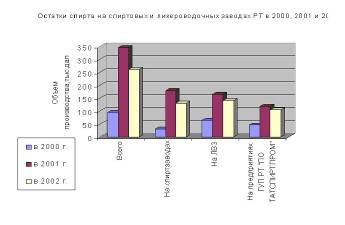 Остатки спирта на спиртовых и ликероводочных заводах РТ в 2000, 2001 и 20
Объем
производства, тыс.дал
350
300
250
200
150
100
50
0
Всего
На спиртзаводах
На ЛВЗ
На предприятиях
ГУП РТ "ПО
ТАТСПИРТПРОМ"
в 2000 г.
в 2001 г.
в 2002 г.